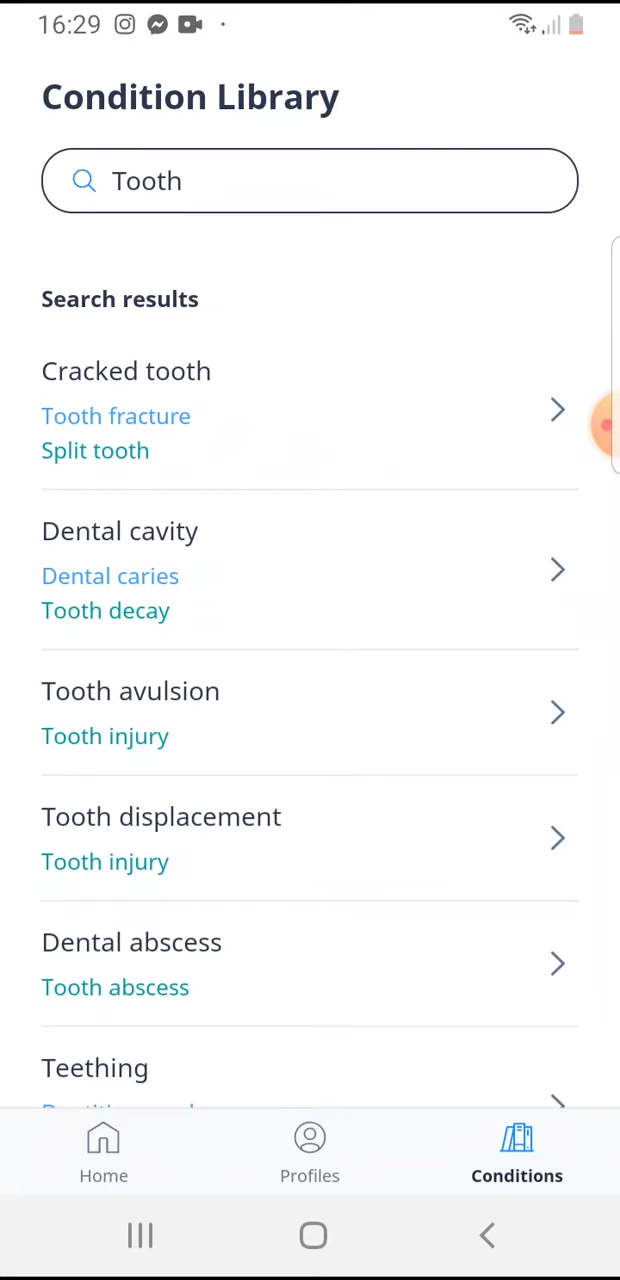 16:29
Condition Library
Tooth
Search results
Cracked tooth
Tooth fracture
Split tooth
Dental cavity
Dental caries
Tooth decay
Tooth avulsion
Tooth injury
Tooth displacement
Tooth injury
Dental abscess
Tooth abscess
Teething
Home
Profiles
Conditions